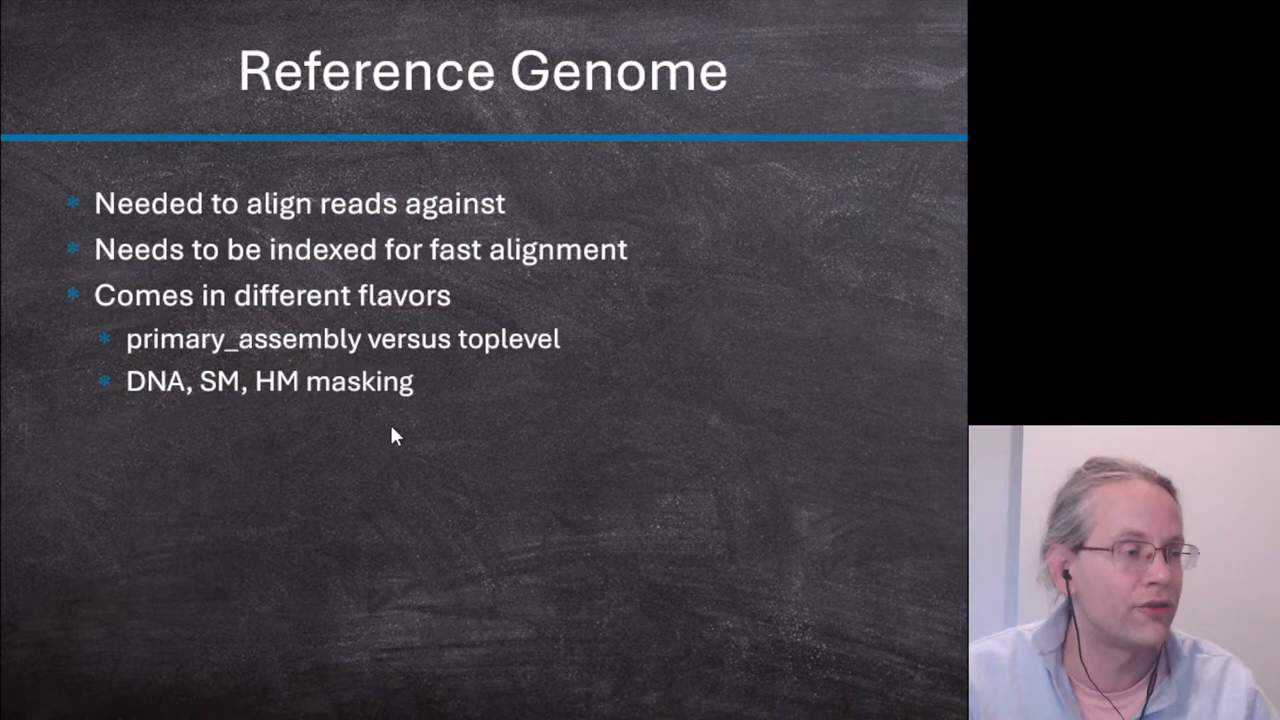 Reference Genome
Needed to align reads against
Needs to be indexed for fast alignment
Comes in different flavors
primary_assembly versus toplevel
DNA, SM, HM masking